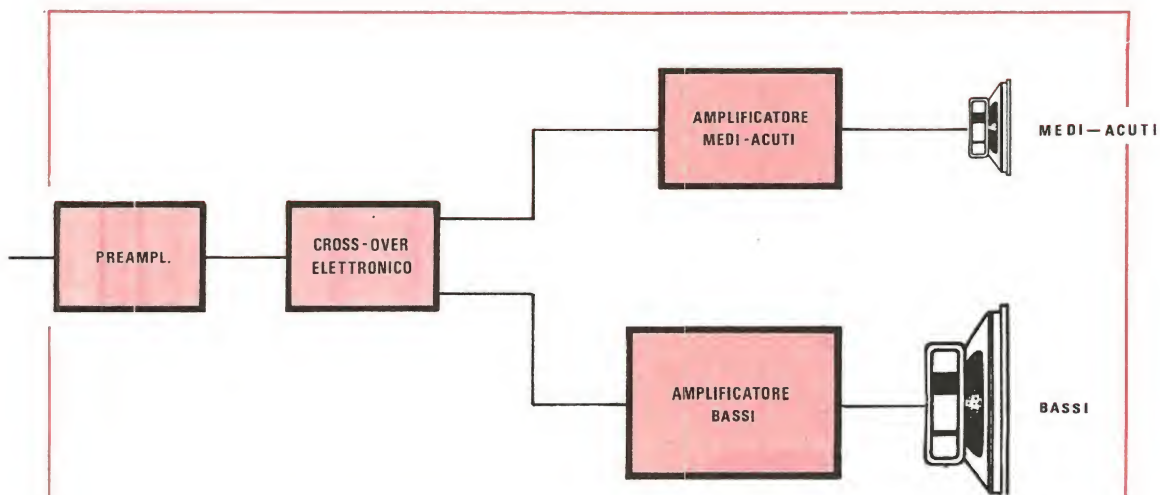 AMPLIFICATORE
MEDI-ACUTI
MEDI-ACUTI
PREAMPL.
CROSS-OVER
ELETTRONICO
AMPLIFICATORE
BASSI
BASSI